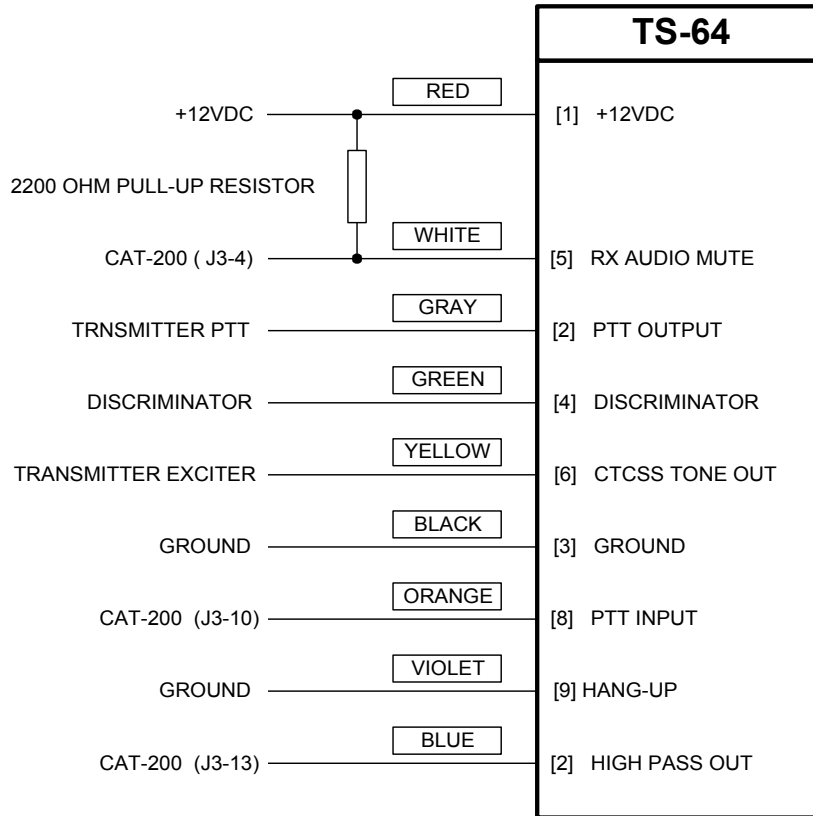 TS-64
RED
+12VDC
[1] +12VDC
2200 OHM PULL-UP RESISTOR
WHITE
CAT-200 ( J3-4)
[5] RX AUDIO MUTE
GRAY
TRNSMITTER PTT
[2] PTT OUTPUT
GREEN
DISCRIMINATOR
[4] DISCRIMINATOR
YELLOW
TRANSMITTER EXCITER
[6] CTCSS TONE OUT
BLACK
GROUND
[3] GROUND
ORANGE
CAT-200 (J3-10)
[8] PTT INPUT
VIOLET
GROUND
[9] HANG-UP
BLUE
CAT-200 (J3-13)
[2] HIGH PASS OUT